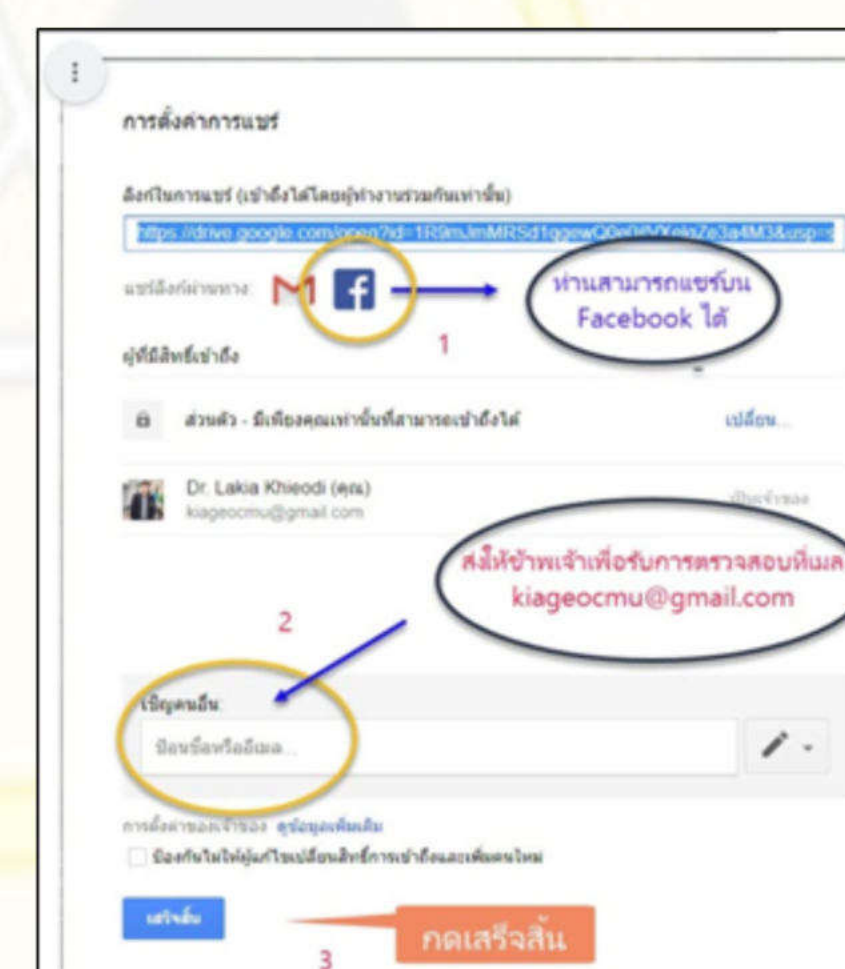 การตั้งค่าการแชร์
ลิงก์ในการแชร์ (เข้าถึงได้โดยผู้ทำงานร่วมกันเท่านั้น)
แชร์ลิงก์ผ่านทาง:
ท่านสามารถแชร์บน
Facebook ได้
1
ผู้ที่มีสิทธิ์เข้าถึง
ส่วนตัว - มีเพียงคุณเท่านั้นที่สามารถเข้าถึงได้
เปลี่ยน...
Dr. Lakia Khieodi (คุณ)
เป็นเจ้าของ
kiageocmu@gmail.com
ส่งให้ข้าพเจ้าเพื่อรับการตรวจสอบที่เมล
kiageocmu@gmail.com
2
เชิญคนอื่น:
ป้อนชื่อหรืออีเมล...
การตั้งค่าของเจ้าของ ดูข้อมูลเพิ่มเติม
ป้องกันไม่ให้ผู้แก้ไขเปลี่ยนสิทธิ์การเข้าถึงและเพิ่มคนใหม่
เสร็จสิ้น
กดเสร็จสิ้น
3